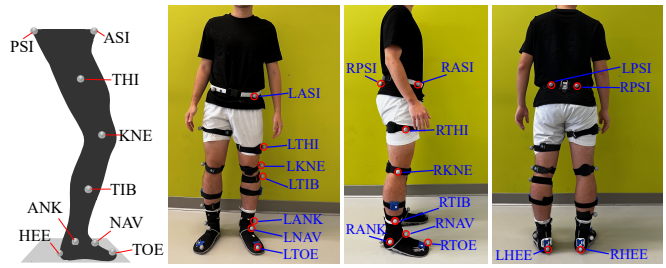 PSI
ASI
THI
KNE
TIB
ANK
NAV
HEE
TOE
LASI
LTHI
LKNE
LTIB
LANK
LNAV
LTOE
RPSI
RASI
RTHI
RKNE
RTIB
RNAV
RANK
RTOE
LPSI
RPSI
LHEE
RHEE